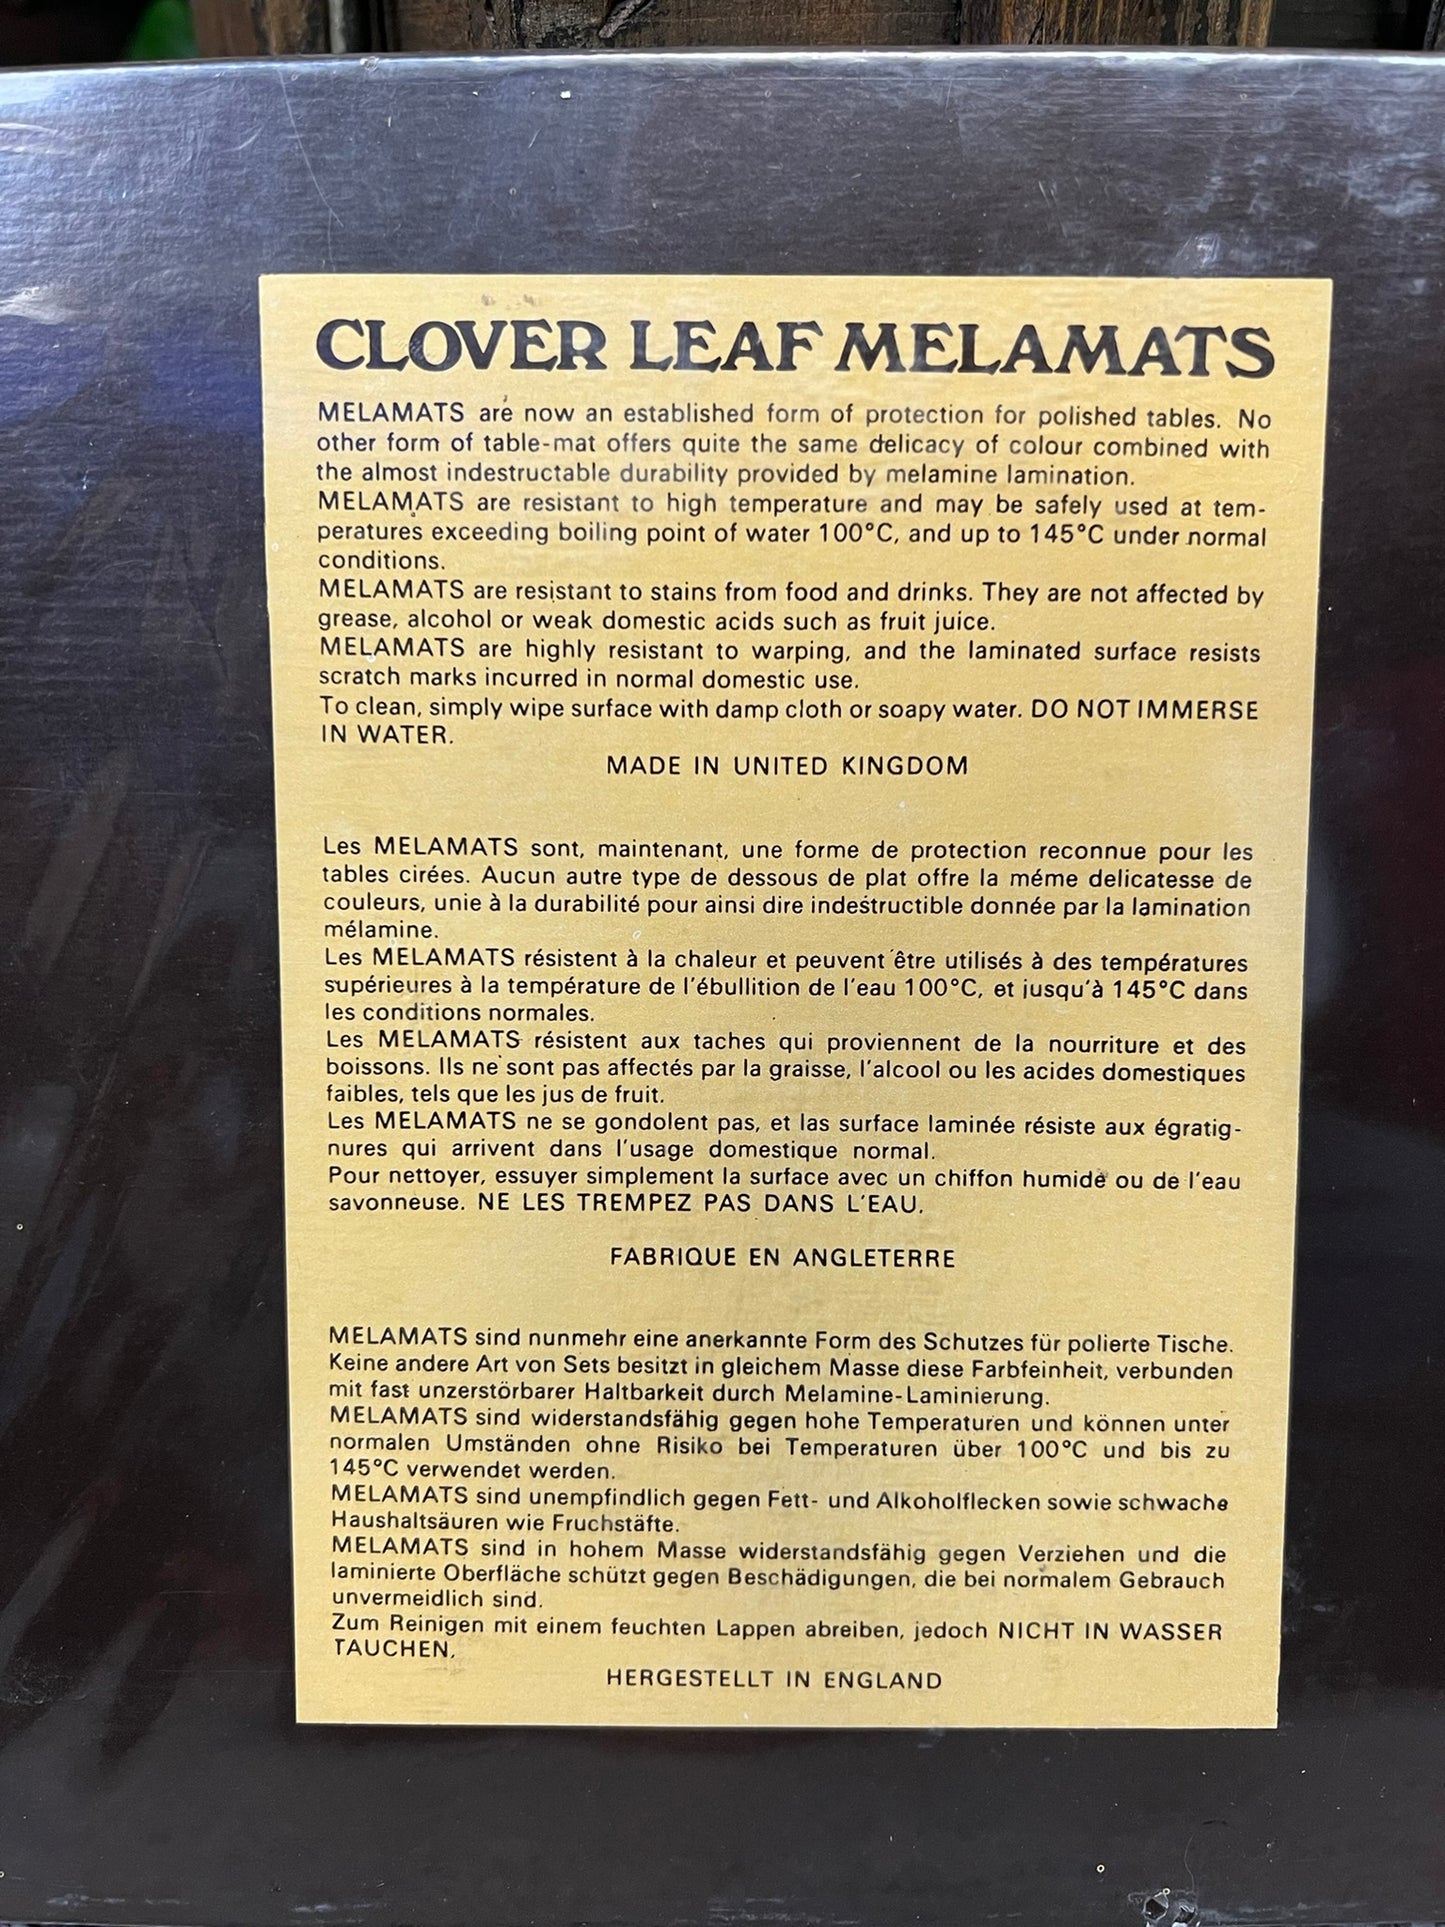 CLOVER LEAF MELAMATS
MELAMATS are now an established form of protection for polished tables. No
other form of table-mat offers quite the same delicacy of colour combined with
the almost indestructable durability provided by melamine lamination.
MELAMATS are resistant to high temperature and may be safely used at tem-
peratures exceeding boiling point of water 100°C, and up to 145°C under normal
conditions.
MELAMATS are resistant to stains from food and drinks. They are not affected by
grease, alcohol or weak domestic acids such as fruit juice.
MELAMATS are highly resistant to warping, and the laminated surface resists
scratch marks incurred in normal domestic use.
To clean, simply wipe surface with damp cloth or soapy water. DO NOT IMMERSE
IN WATER.
MADE IN UNITED KINGDOM
Les MELAMATS sont, maintenant, une forme de protection reconnue pour les
tables cirées. Aucun autre type de dessous de plat offre la méme delicatesse de
couleurs, unie à la durabilité pour ainsi dire indestructible donnée par la lamination
mélamine.
Les MELAMATS résistent à la chaleur et peuvent être utilisés à des températures
supérieures à la température de l'ébullition de l'eau 100°C, et jusqu'à 145°C dans
les conditions normales.
Les MELAMATS résistent aux taches qui proviennent de la nourriture et des
boissons. Ils ne sont pas affectés par la graisse, l'alcool ou les acides domestiques
faibles, tels que les jus de fruit.
Les MELAMATS ne se gondolent pas, et las surface laminée résiste aux égratig-
nures qui arrivent dans l'usage domestique normal.
Pour nettoyer, essuyer simplement la surface avec un chiffon humide ou de l'eau
savonneuse. NE LES TREMPEZ PAS DANS L'EAU.
FABRIQUE EN ANGLETERRE
MELAMATS sind nunmehr eine anerkannte Form des Schutzes für polierte Tische.
Keine andere Art von Sets besitzt in gleichem Masse diese Farbfeinheit, verbunden
mit fast unzerstörbarer Haltbarkeit durch Melamine-Laminierung.
MELAMATS sind widerstandsfähig gegen hohe Temperaturen und können unter
normalen Umständen ohne Risiko bei Temperaturen über 100°C und bis zu
145°C verwendet werden.
MELAMATS sind unempfindlich gegen Fett- und Alkoholflecken sowie schwache
Haushaltsäuren wie Fruchstäfte.
MELAMATS sind in hohem Masse widerstandsfähig gegen Verziehen und die
laminierte Oberfläche schützt gegen Beschädigungen, die bei normalem Gebrauch
unvermeidlich sind.
Zum Reinigen mit einem feuchten Lappen abreiben, jedoch NICHT IN WASSER
TAUCHEN.
HERGESTELLT IN ENGLAND